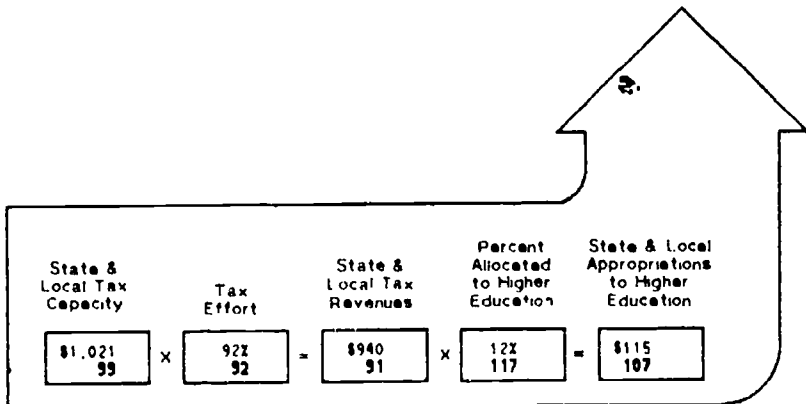 State &
Local Tax
Capacity
Tax
Effort
State &
Local Tax
Revenues
Percent
Allocated
to Higher
Education
State & Local
Appropriations
to Higher
Education
$1,021
99
×
92%
92
=
$940
91
×
12%
117
=
$115
107